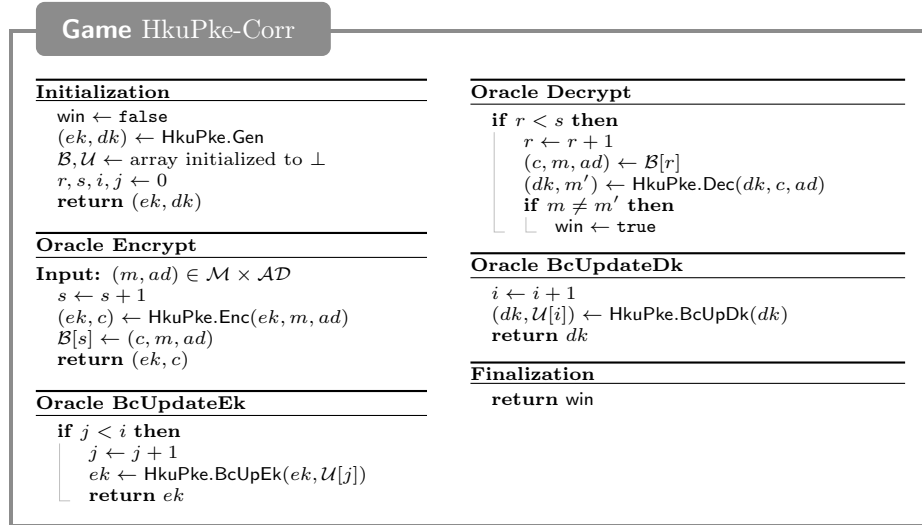 Game HkuPke-Corr
Initialization
win ← false
(ek, dk) ← HkuPke.Gen
ℬ, 𝒰 ← array initialized to ⊥
r, s, i, j ← 0
return (ek, dk)
Oracle Encrypt
Input: (m, ad) ∈ ℳ × 𝒜𝒟
s ← s + 1
(ek, c) ← HkuPke.Enc(ek, m, ad)
ℬ[s] ← (c, m, ad)
return (ek, c)
Oracle BcUpdateEk
if j < i then
j ← j + 1
ek ← HkuPke.BcUpEk(ek, 𝒰[j])
return ek
Oracle Decrypt
if r < s then
r ← r + 1
(c, m, ad) ← ℬ[r]
(dk, m′) ← HkuPke.Dec(dk, c, ad)
if m ≠ m′ then
win ← true
Oracle BcUpdateDk
i ← i + 1
(dk, 𝒰[i]) ← HkuPke.BcUpDk(dk)
return dk
Finalization
return win